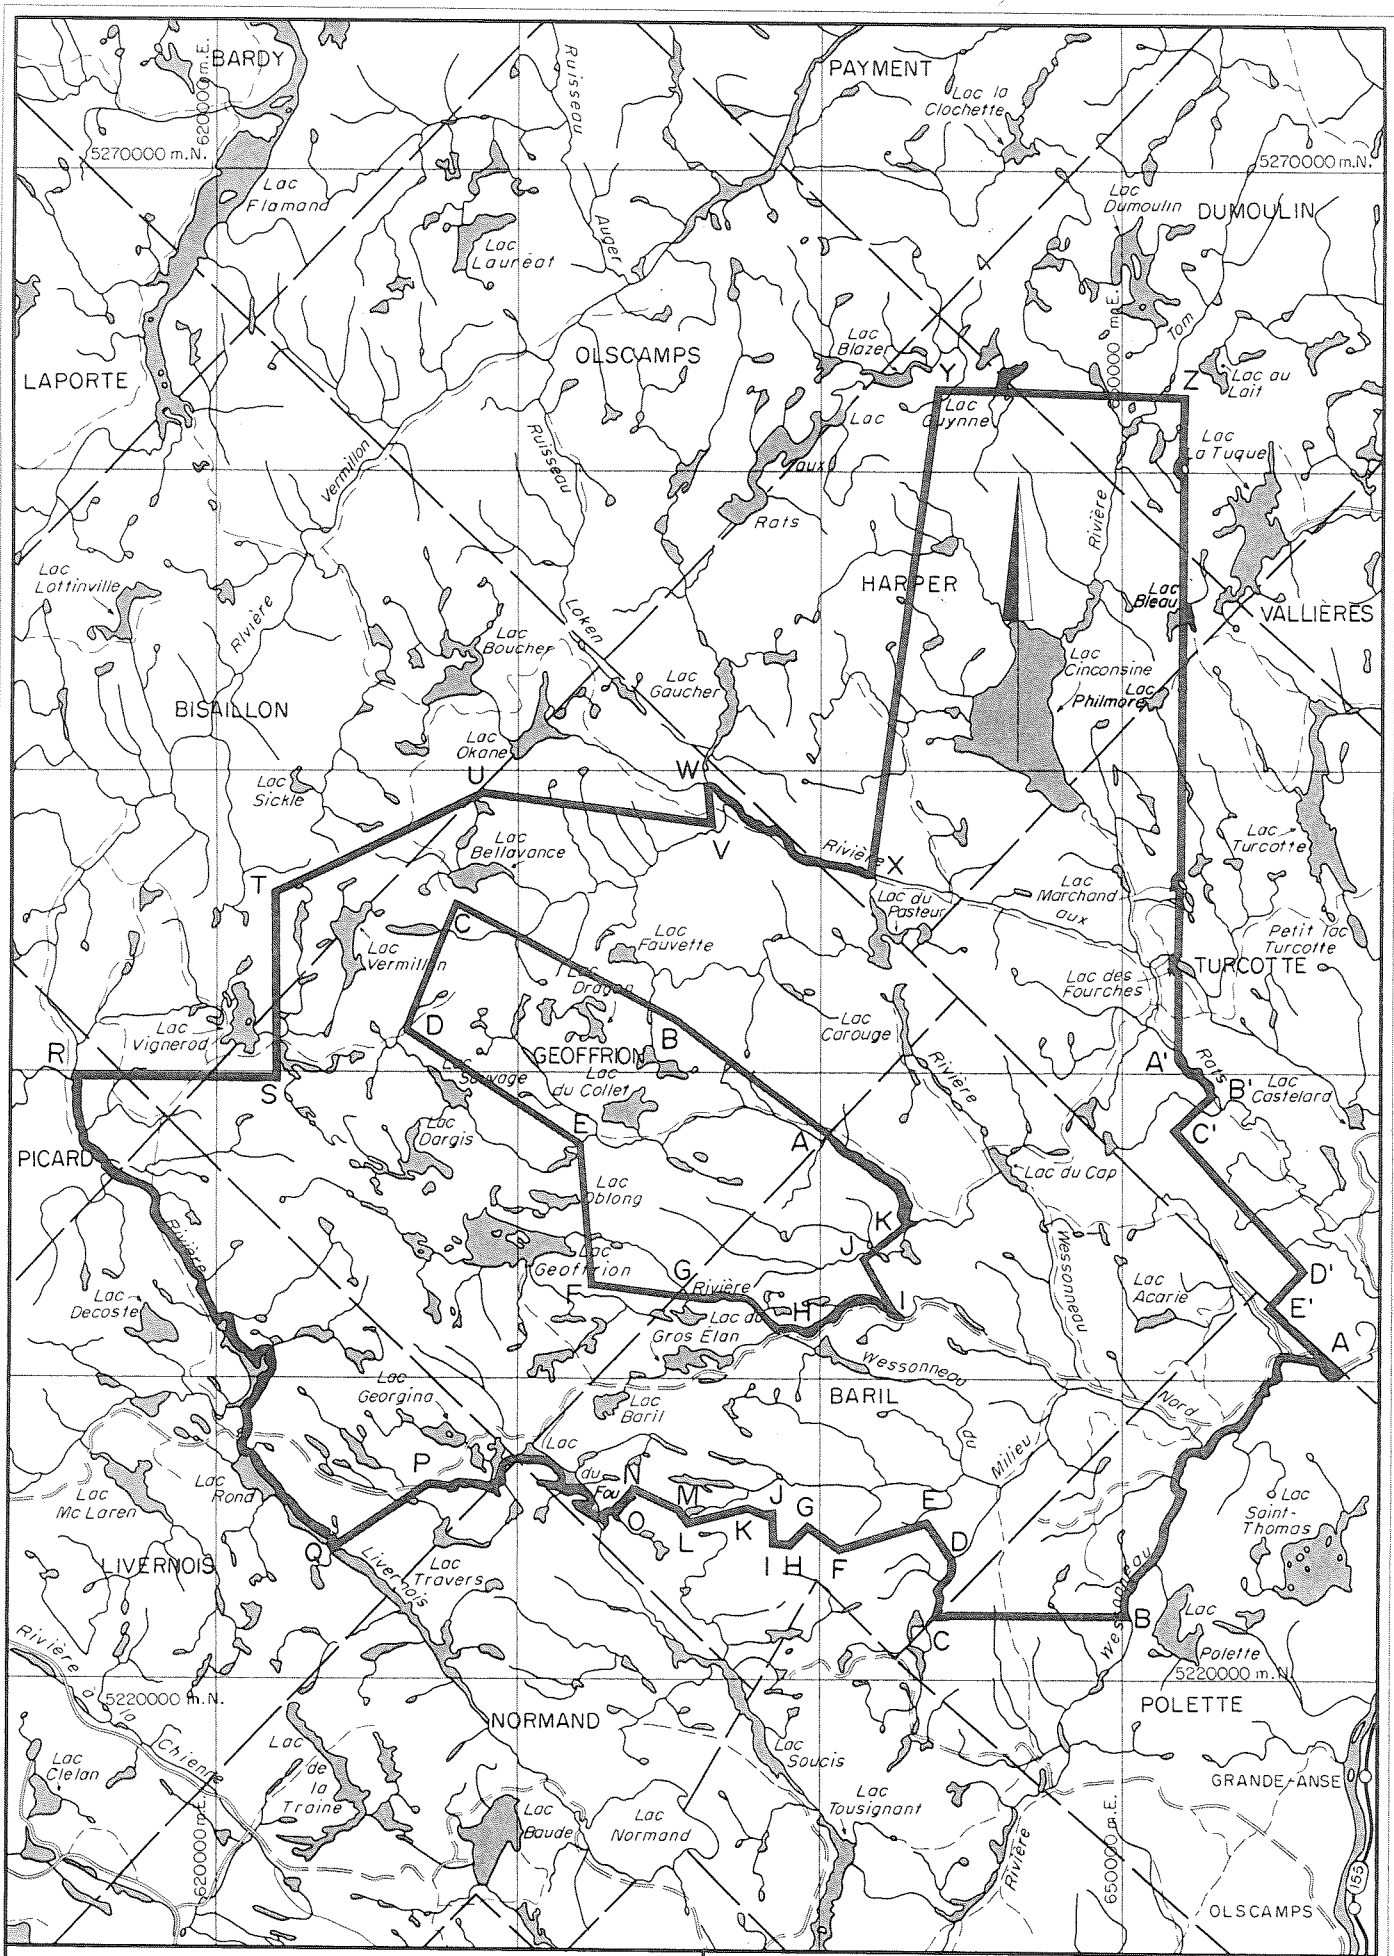 BARDY
620000 m.E.
Ruisseau
PAYMENT
Lac la
Clochette
5270000 m.N.
5270000 m.N.
Lac
Flamand
Lac
Dumoulin
DUMOULIN
Auger
Lac
Lauréat
m.E.
Tom
Lac
Blazer
OLSCAMPS
LAPORTE
Y
Z
Lac au
Lait
Lac
Guynne
Lac
aux
Rats
Lac
La Tuque
Ruisseau
Vermillon
Rivière
Lac
Lottinville
HARPER
Lac
Bleau
VALLIÈRES
Rivière
Loken
Lac
Boucher
Lac
Cinconsine
Lac
Gaucher
Lac
Philmore
BISAILLON
Lac
Okane
U
W
Lac
Sickle
Lac
Turcotte
V
Lac
Bellavance
Rivière
X
T
Lac
Marchand
aux
Lac du
Pasteur
C
Lac
Fauvette
Petit lac
Turcotte
Lac
Vermillon
TURCOTTE
Lac
Dragon
Lac des
Fourches
D
Lac
Vignerod
B
Lac
Carouge
R
GEOFFRION
Rivière
A'
Rats
S
Sauvage
Lac
du Collet
B'
Lac
Castelard
C'
Lac
Dargis
E
A
PICARD
Lac du Cap
Lac
Oblong
Rivière
K
Wessonneau
J
Lac
Geoffrion
G
Rivière
D'
F
Lac
Acarie
Lac
Decoste
I
E'
H
Lac du
Gros Élan
A
Wessonneau
Lac
Georgina
BARIL
Nord
Lac
Baril
du
Milieu
Lac
P
du
Fou
N
Lac
Rond
M
J
G
E
Lac
Mc Laren
O
L
K
Lac
Saint-
Thomas
Q
D
LIVERNOIS
I
H
F
Livernois
Lac
Travers
Wessonneau
C
B
Lac
Polette
Rivière
à
la
Chienne
5220000 m.N.
5220000 m.N.
POLETTE
NORMAND
Lac
Clelan
Lac
de
la
Traine
Lac
Soucis
GRANDE-ANSE
Lac
Tousignant
Lac
Baude
Lac
Normand
620000 m.E.
650000 m.E.
Rivière
155
OLSCAMPS